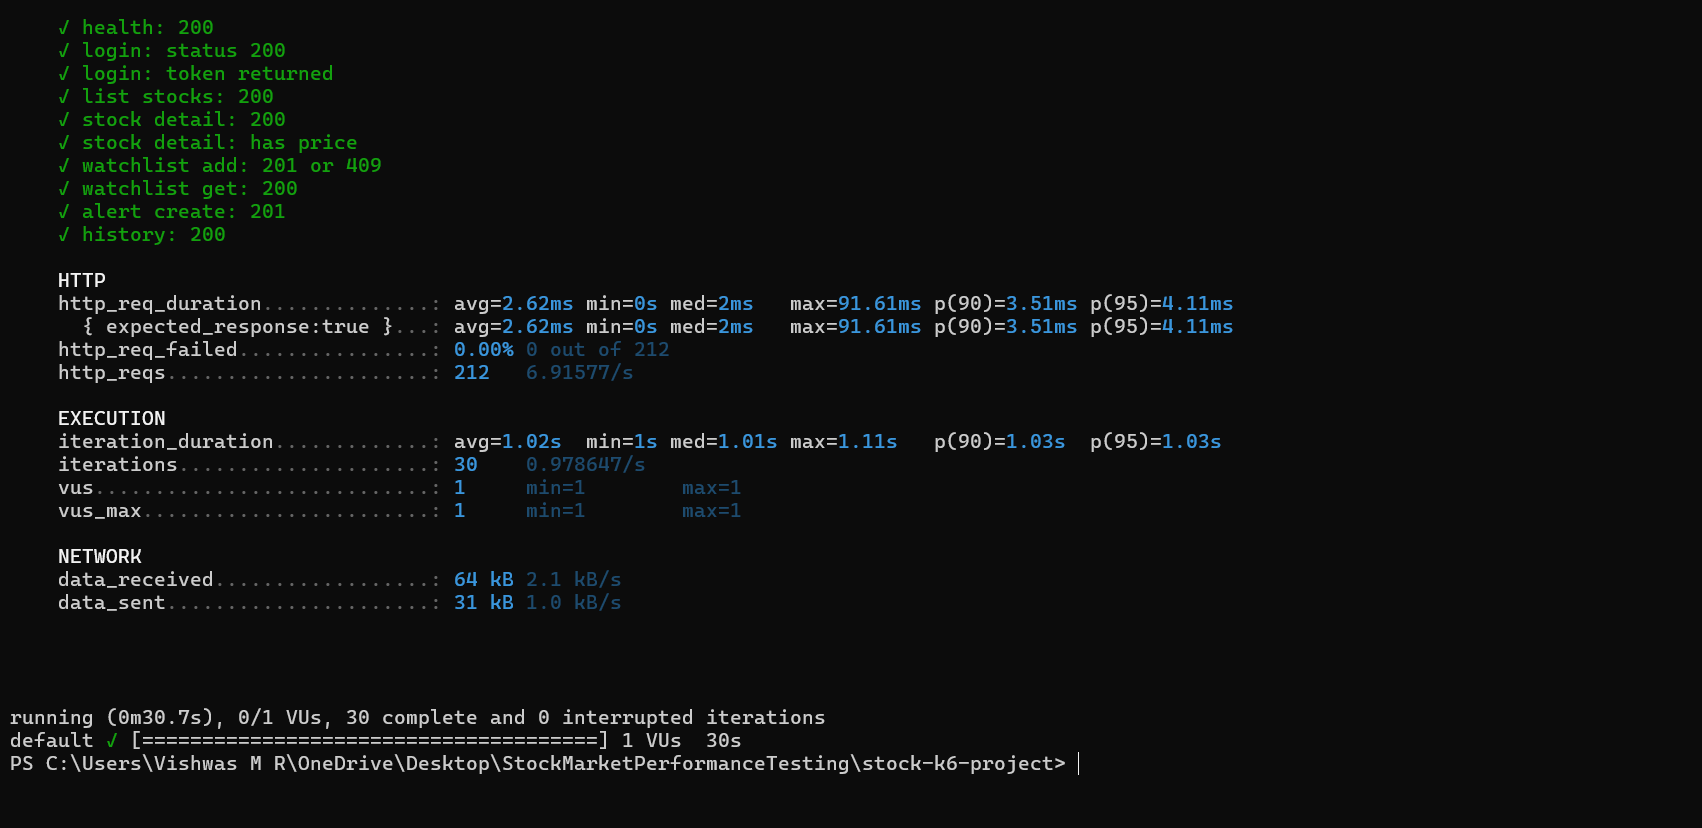 ✓ health: 200
✓ login: status 200
✓ login: token returned
✓ list stocks: 200
✓ stock detail: 200
✓ stock detail: has price
✓ watchlist add: 201 or 409
✓ watchlist get: 200
✓ alert create: 201
✓ history: 200
HTTP
http_req_duration..............: avg=2.62ms min=0s med=2ms   max=91.61ms p(90)=3.51ms p(95)=4.11ms
{ expected_response:true }...: avg=2.62ms min=0s med=2ms   max=91.61ms p(90)=3.51ms p(95)=4.11ms
http_req_failed................: 0.00% 0 out of 212
http_reqs......................: 212   6.91577/s
EXECUTION
iteration_duration.............: avg=1.02s  min=1s med=1.01s max=1.11s   p(90)=1.03s  p(95)=1.03s
iterations.....................: 30    0.978647/s
vus............................: 1     min=1        max=1
vus_max........................: 1     min=1        max=1
NETWORK
data_received..................: 64 kB 2.1 kB/s
data_sent......................: 31 kB 1.0 kB/s
running (0m30.7s), 0/1 VUs, 30 complete and 0 interrupted iterations
default ✓ [======================================] 1 VUs  30s
PS C:\Users\Vishwas M R\OneDrive\Desktop\StockMarketPerformanceTesting\stock-k6-project>